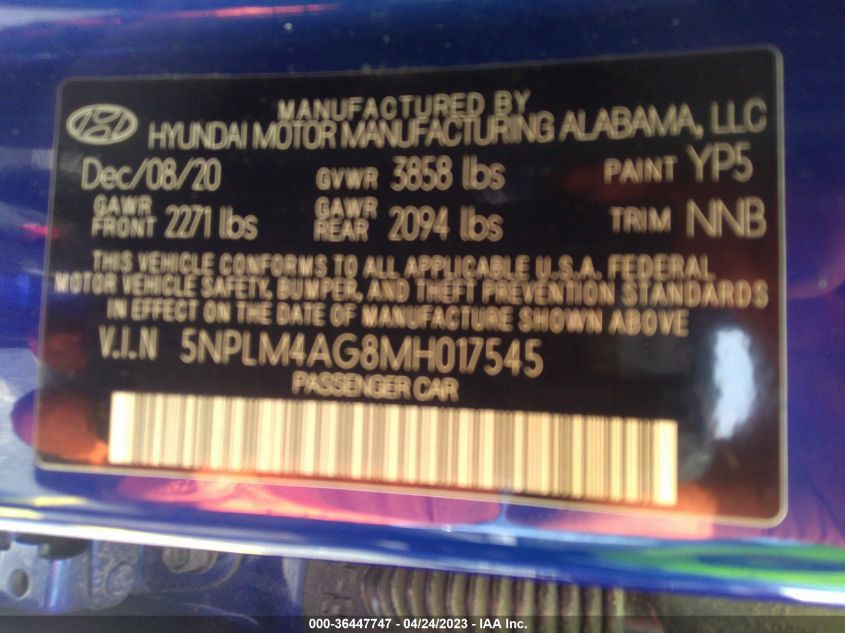 MANUFACTURED BY
HYUNDAI MOTOR MANUFACTURING ALABAMA, LLC
Dec/08/20 GVWR 3858 lbs PAINT YP5
GAWR FRONT 2271 lbs GAWR REAR 2094 lbs TRIM NNB
THIS VEHICLE CONFORMS TO ALL APPLICABLE U.S.A. FEDERAL
MOTOR VEHICLE SAFETY, BUMPER, AND THEFT PREVENTION STANDARDS
IN EFFECT ON THE DATE OF MANUFACTURE SHOWN ABOVE
V.I.N 5NPLM4AG8MH017545
PASSENGER CAR
000-36447747 - 04/24/2023 - IAA Inc.